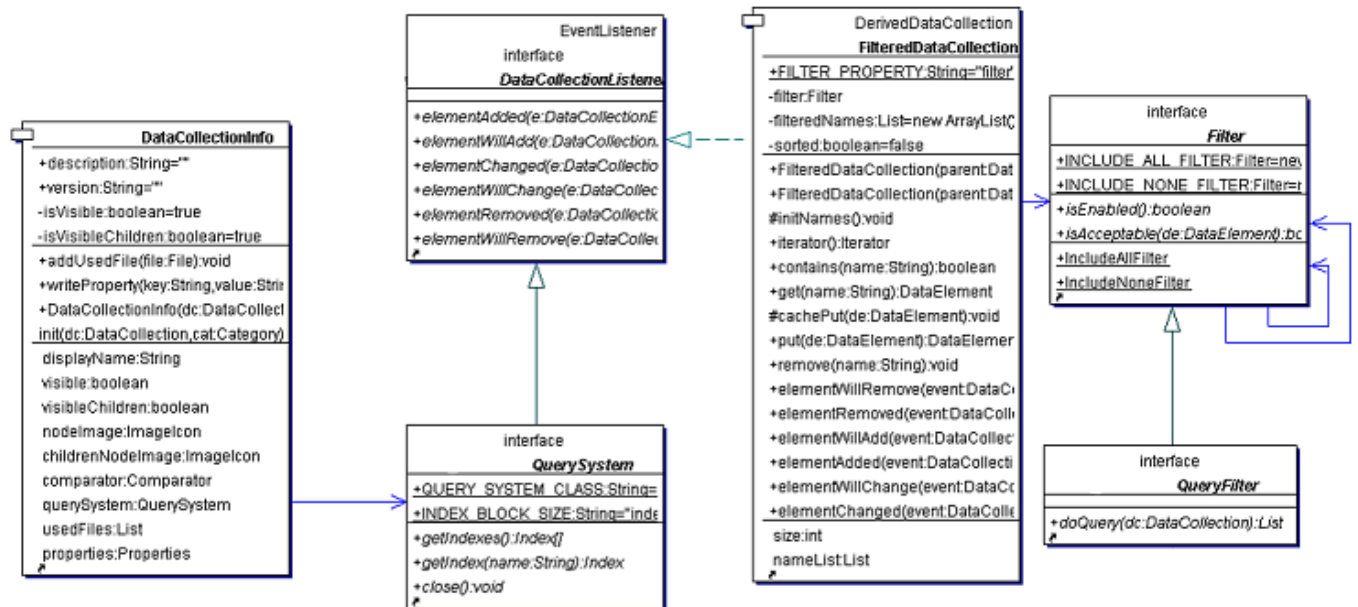 DataCollectionInfo
+description:String=""
+version:String=""
-isVisible:boolean=true
-isVisibleChildren:boolean=true
+addUsedFile(file:File):void
+writeProperty(key:String,value:Strin
+DataCollectionInfo(dc:DataCollect
init(dc:DataCollection,cat:Category)
displayName:String
visible:boolean
visibleChildren:boolean
nodeImage:ImageIcon
childrenNodeImage:ImageIcon
comparator:Comparator
querySystem:QuerySystem
usedFiles:List
properties:Properties
EventListener
interface
DataCollectionListene
+elementAdded(e:DataCollectionE
+elementWillAdd(e:DataCollection.
+elementChanged(e:DataCollectio
+elementWillChange(e:DataCollec
+elementRemoved(e:DataCollectic
+elementWillRemove(e:DataCollec
interface
QuerySystem
+QUERY_SYSTEM_CLASS:String=
+INDEX_BLOCK_SIZE:String="inde
+getIndexes():Index[]
+getIndex(name:String):Index
+close():void
DerivedDataCollection
FilteredDataCollection
+FILTER_PROPERTY:String="filter"
-filter:Filter
-filteredNames:List=new ArrayList()
-sorted:boolean=false
+FilteredDataCollection(parent:Dat
+FilteredDataCollection(parent:Dat
#initNames():void
+iterator():Iterator
+contains(name:String):boolean
+get(name:String):DataElement
#cachePut(de:DataElement):void
+put(de:DataElement):DataElemer
+remove(name:String):void
+elementWillRemove(event:DataC
+elementRemoved(event:DataColl
+elementWillAdd(event:DataCollec
+elementAdded(event:DataCollecti
+elementWillChange(event:DataCo
+elementChanged(event:DataColle
size:int
nameList:List
interface
Filter
+INCLUDE_ALL_FILTER:Filter=nev
+INCLUDE_NONE_FILTER:Filter=r
+isEnabled():boolean
+isAcceptable(de:DataElement):bc
+IncludeAllFilter
+IncludeNoneFilter
interface
QueryFilter
+doQuery(dc:DataCollection):List